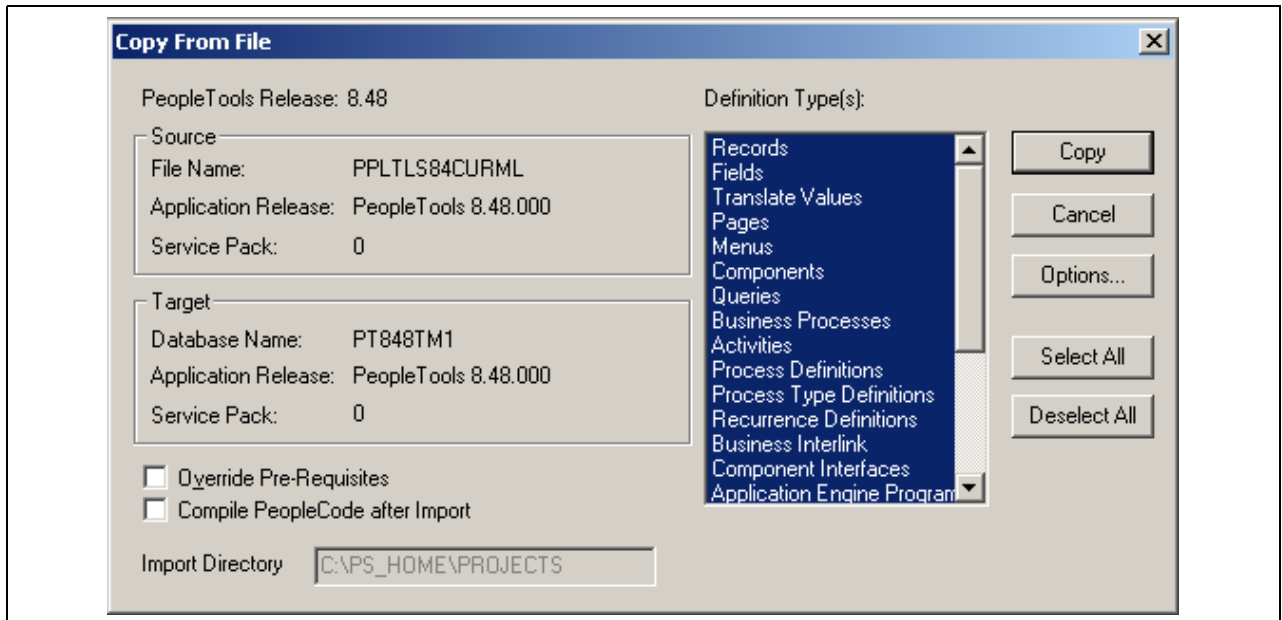 Copy From File
PeopleTools Release: 8.48
Source
File Name: PPLTLS84CURML
Application Release: PeopleTools 8.48.000
Service Pack: 0
Target
Database Name: PT848TM1
Application Release: PeopleTools 8.48.000
Service Pack: 0
Override Pre-Requisites
Compile PeopleCode after Import
Import Directory C:\PS_HOME\PROJECTS
Definition Type(s):
Records
Fields
Translate Values
Pages
Menus
Components
Queries
Business Processes
Activities
Process Definitions
Process Type Definitions
Recurrence Definitions
Business Interlink
Component Interfaces
Application Engine Program
Copy
Cancel
Options...
Select All
Deselect All